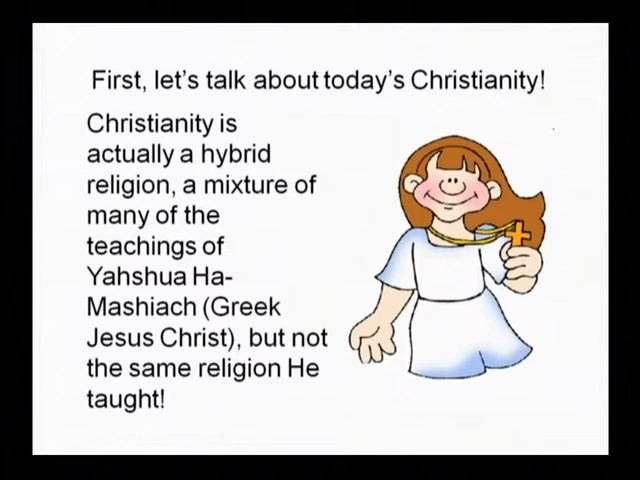 First, let's talk about today's Christianity!
Christianity is
actually a hybrid
religion, a mixture of
many of the
teachings of
Yahshua Ha-
Mashiach (Greek
Jesus Christ), but not
the same religion He
taught!